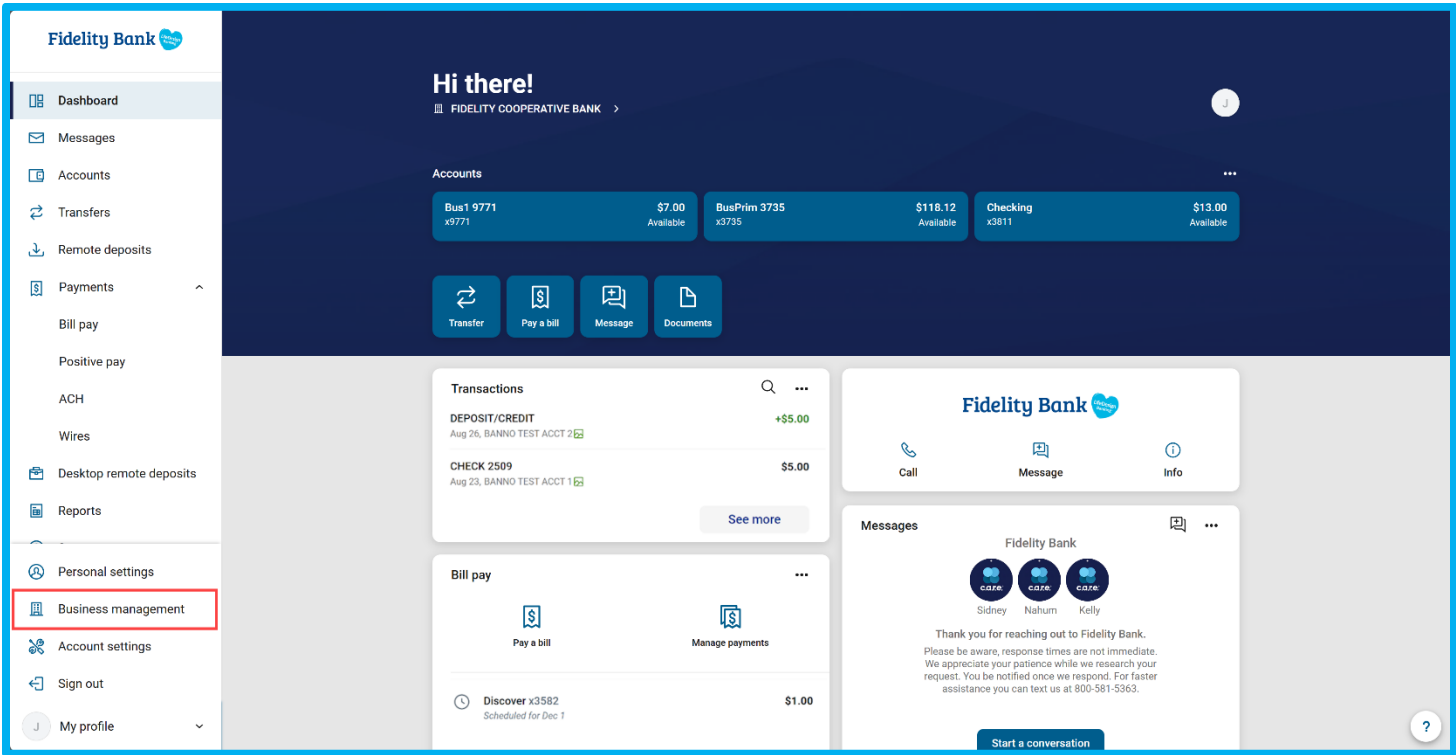 Fidelity Bank
Dashboard
Messages
Accounts
Transfers
Remote deposits
Payments
Bill pay
Positive pay
ACH
Wires
Desktop remote deposits
Reports
Personal settings
Business management
Account settings
Sign out
J My profile
Hi there!
FIDELITY COOPERATIVE BANK
J
Accounts
Bus1 9771 $7.00
x9771 Available
BusPrim 3735 $118.12
x3735 Available
Checking $13.00
x3811 Available
Transfer
Pay a bill
Message
Documents
Transactions
DEPOSIT/CREDIT +$5.00
Aug 26, BANNO TEST ACCT 2
CHECK 2509 $5.00
Aug 23, BANNO TEST ACCT 1
See more
Bill pay
Pay a bill
Manage payments
Discover x3582 $1.00
Scheduled for Dec 1
Fidelity Bank
Call
Message
Info
Messages
Fidelity Bank
c.a.r.e. c.a.r.e. c.a.r.e.
Sidney Nahum Kelly
Thank you for reaching out to Fidelity Bank.
Please be aware, response times are not immediate.
We appreciate your patience while we research your
request. You be notified once we respond. For faster
assistance you can text us at 800-581-5363.
Start a conversation
?